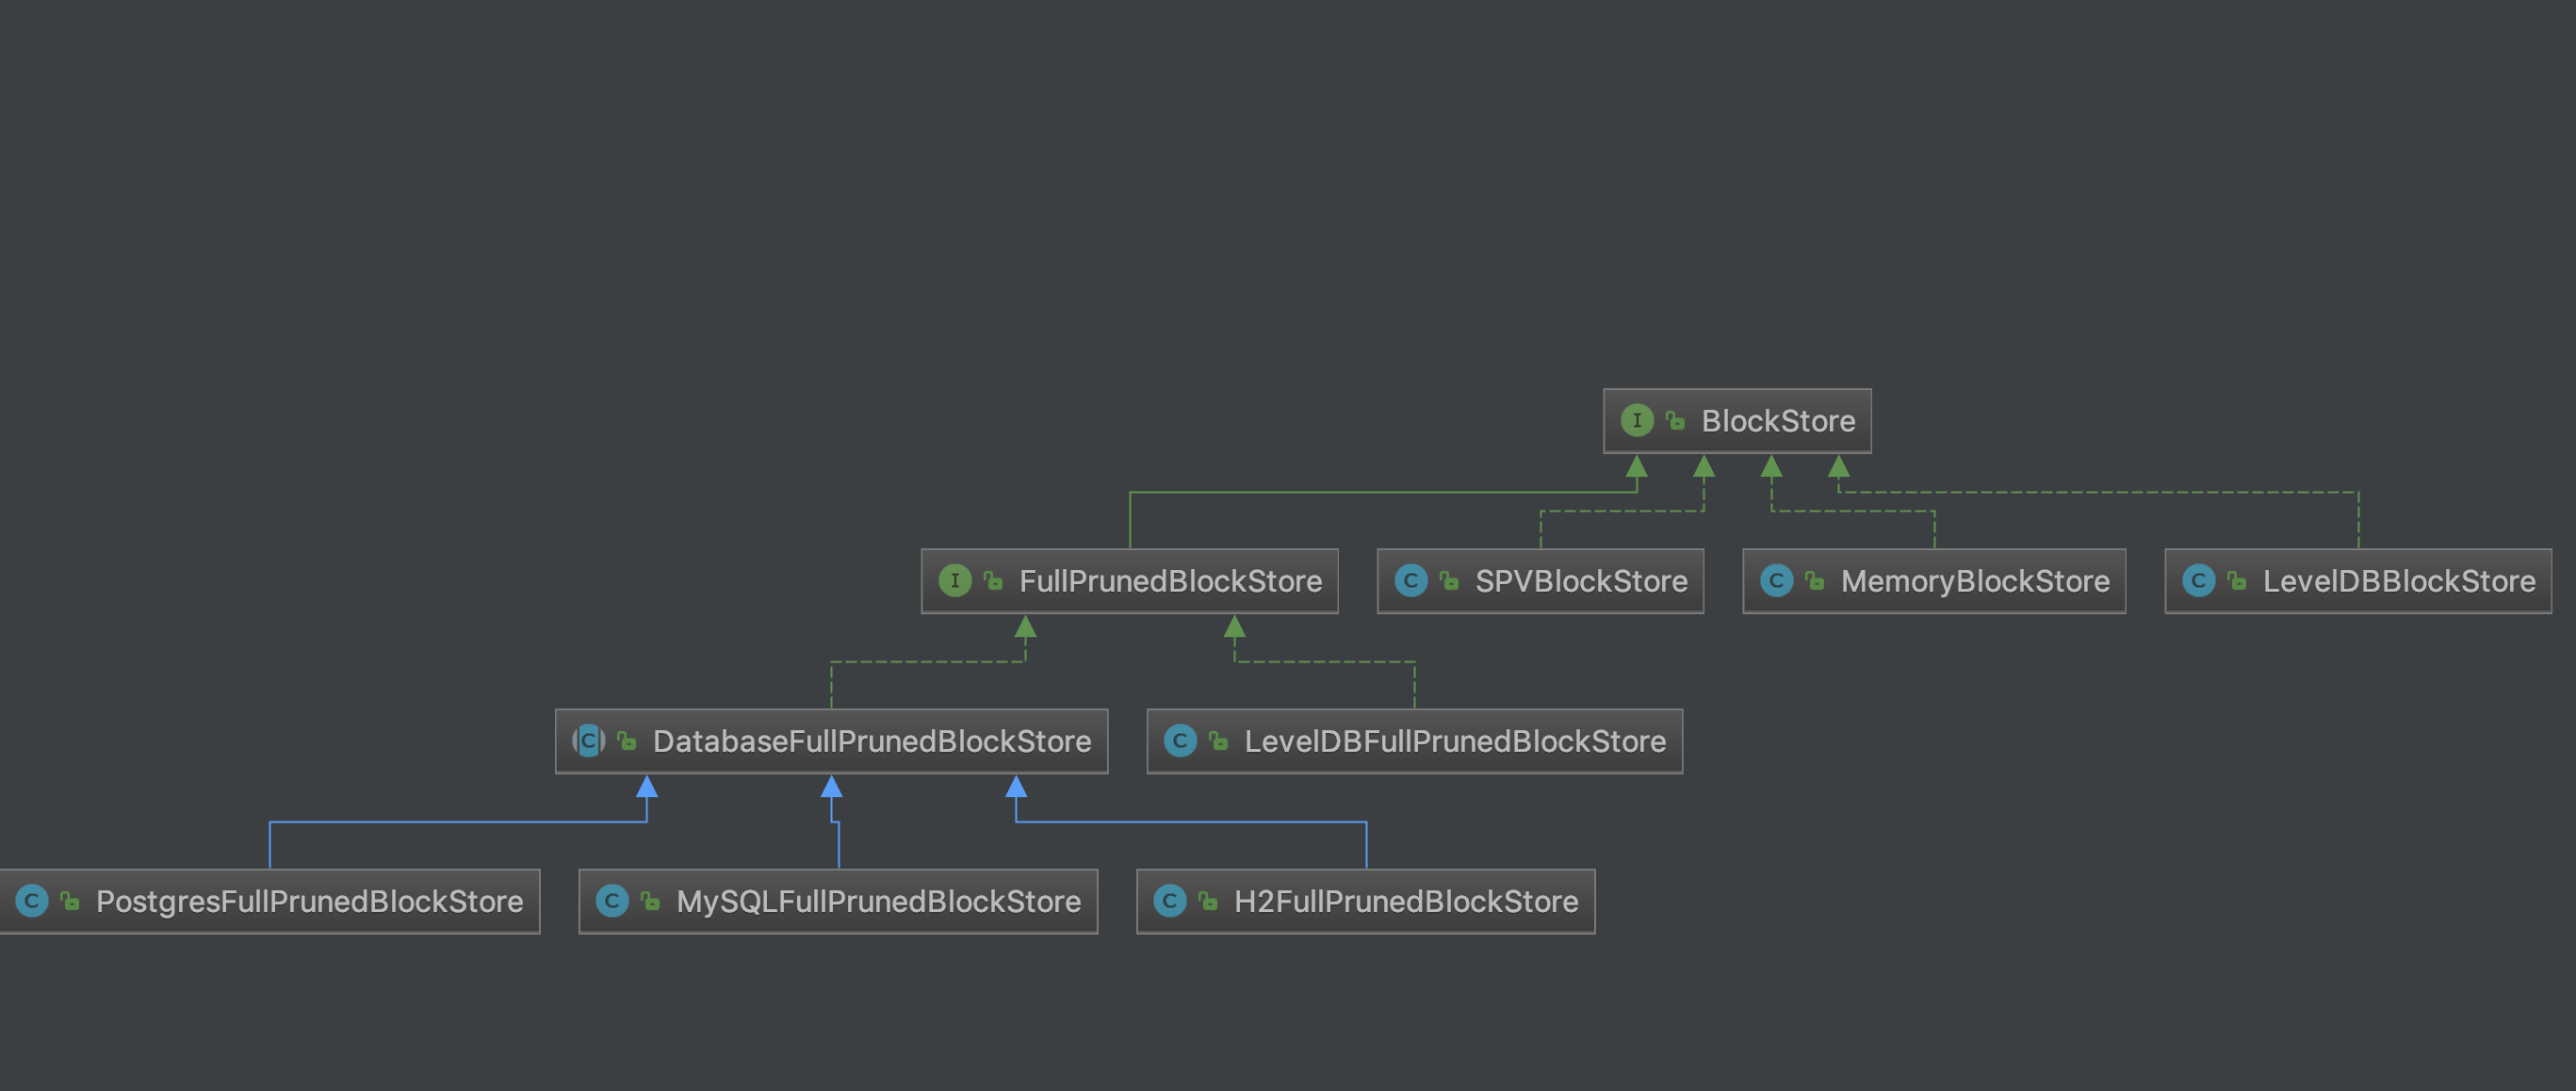 I BlockStore
I FullPrunedBlockStore
C SPVBlockStore
C MemoryBlockStore
C LevelDBBlockStore
C DatabaseFullPrunedBlockStore
C LevelDBFullPrunedBlockStore
C PostgresFullPrunedBlockStore
C MySQLFullPrunedBlockStore
C H2FullPrunedBlockStore